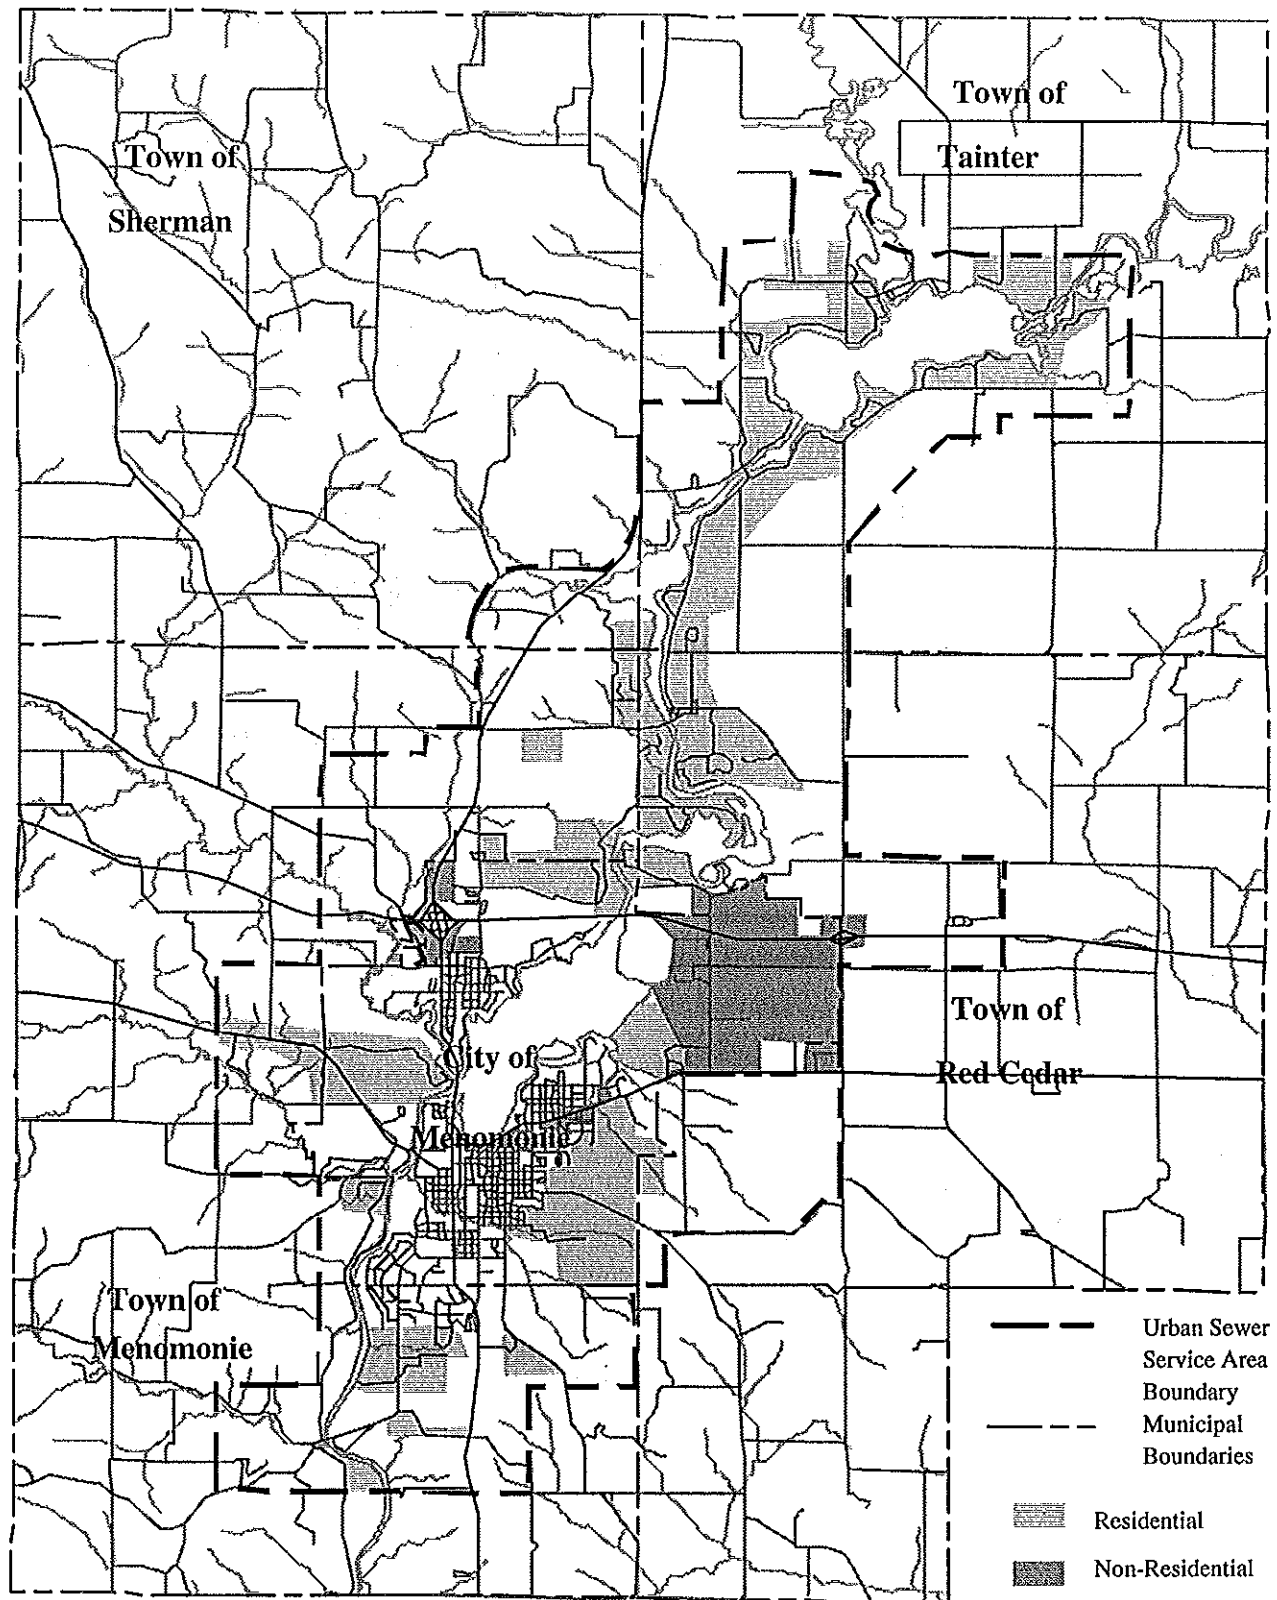 Town of
Tainter
Town of
Sherman
Town of
Red Cedar
City of
Menomonie
Town of
Menomonie
Urban Sewer
Service Area
Boundary
Municipal
Boundaries
Residential
Non-Residential